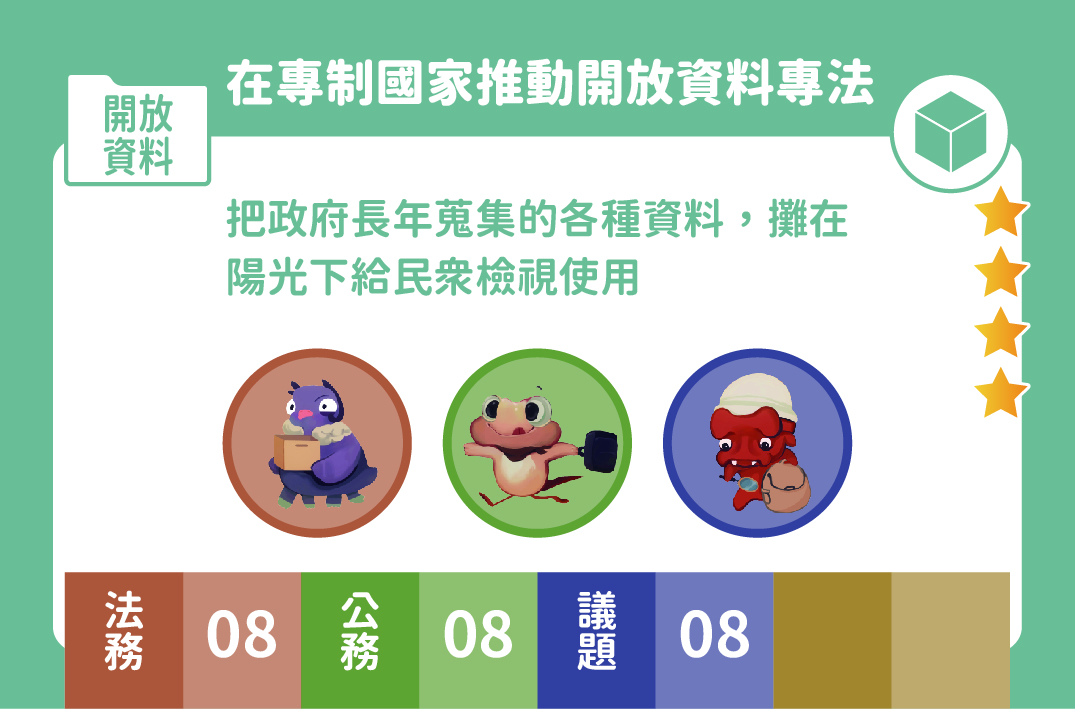 在專制國家推動開放資料專法
開放
資料
把政府長年蒐集的各種資料，攤在
陽光下給民眾檢視使用
法務
08
公務
08
議題
08